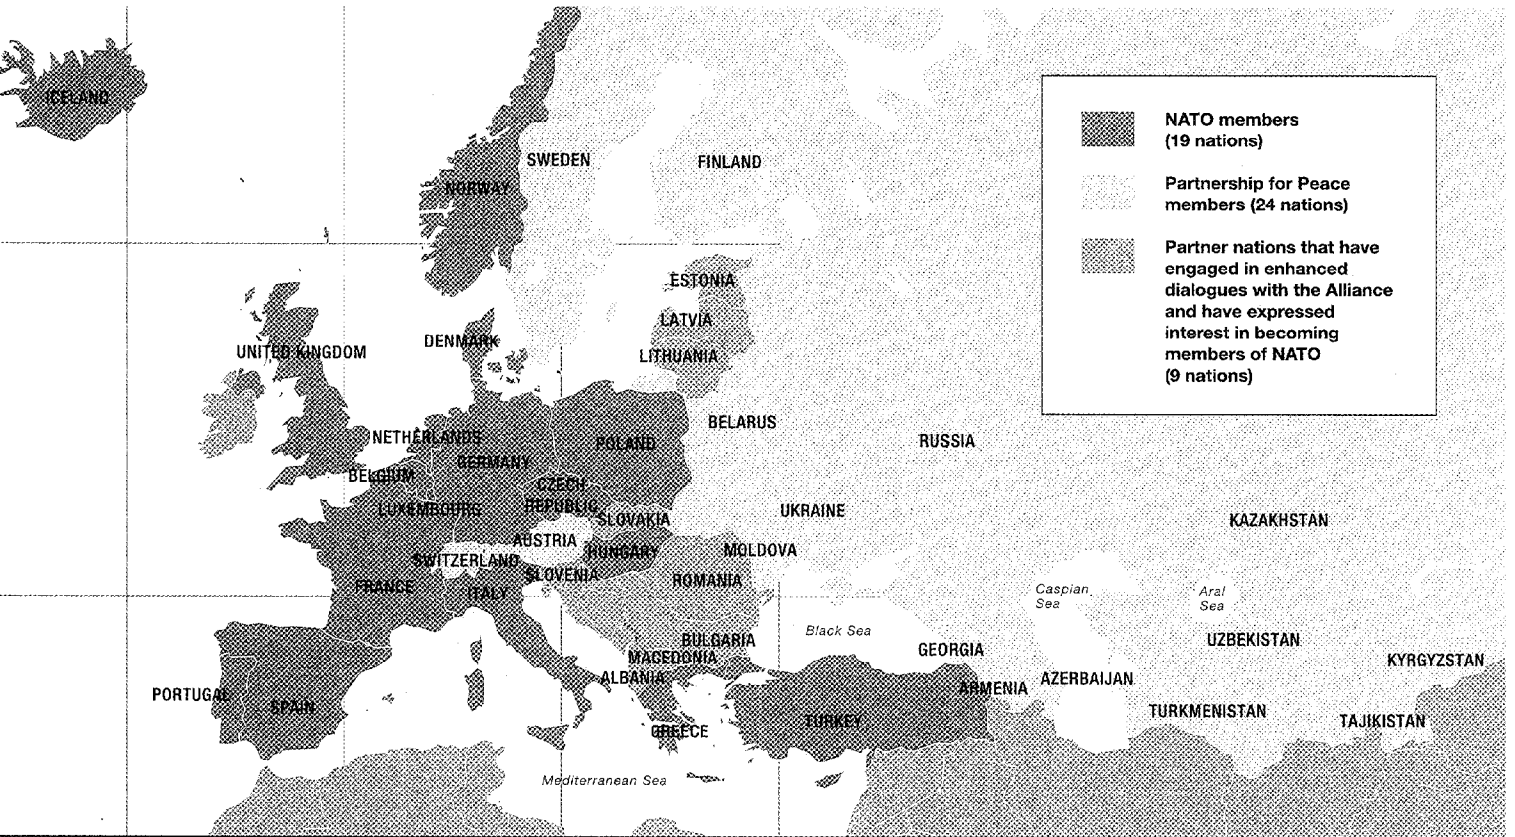 ICELAND
SWEDEN
FINLAND
NORWAY
ESTONIA
LATVIA
LITHUANIA
DENMARK
UNITED KINGDOM
NETHERLANDS
BELGIUM
GERMANY
POLAND
BELARUS
RUSSIA
LUXEMBOURG
CZECH
REPUBLIC
SLOVAKIA
UKRAINE
KAZAKHSTAN
AUSTRIA
HUNGARY
MOLDOVA
SWITZERLAND
SLOVENIA
ROMANIA
FRANCE
ITALY
Caspian
Sea
Aral
Sea
Black Sea
BULGARIA
MACEDONIA
ALBANIA
GEORGIA
UZBEKISTAN
KYRGYZSTAN
ARMENIA
AZERBAIJAN
PORTUGAL
SPAIN
GREECE
TURKEY
TURKMENISTAN
TAJIKISTAN
Mediterranean Sea
NATO members
(19 nations)
Partnership for Peace
members (24 nations)
Partner nations that have
engaged in enhanced
dialogues with the Alliance
and have expressed
interest in becoming
members of NATO
(9 nations)